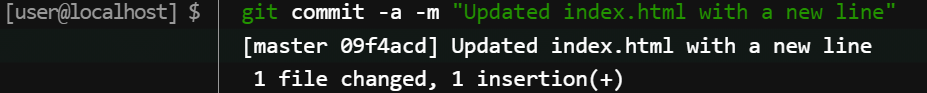 [user@localhost] $ git commit -a -m "Updated index.html with a new line"
[master 09f4acd] Updated index.html with a new line
1 file changed, 1 insertion(+)